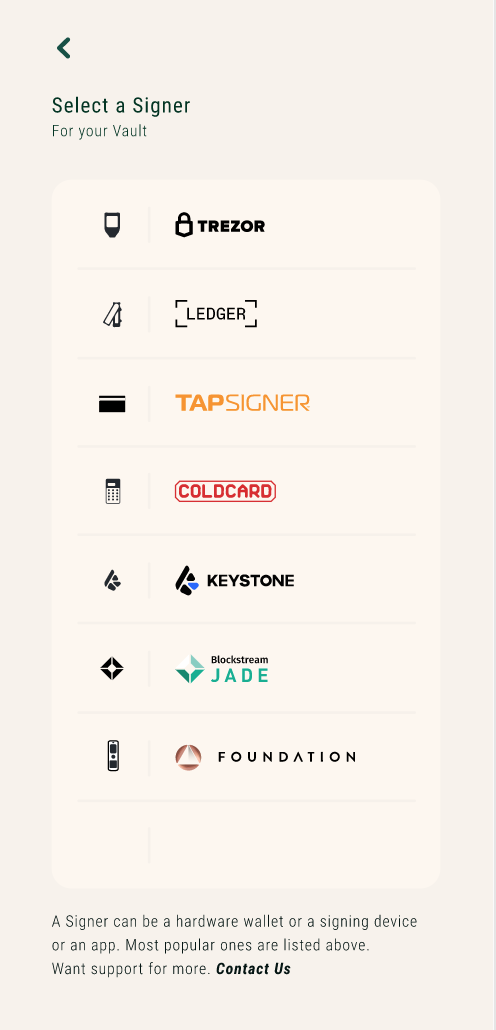 Select a Signer
For your Vault
TREZOR
LEDGER
TAPSIGNER
COLDCARD
KEYSTONE
Blockstream
JADE
FOUNDATION
A Signer can be a hardware wallet or a signing device
or an app. Most popular ones are listed above.
Want support for more. Contact Us